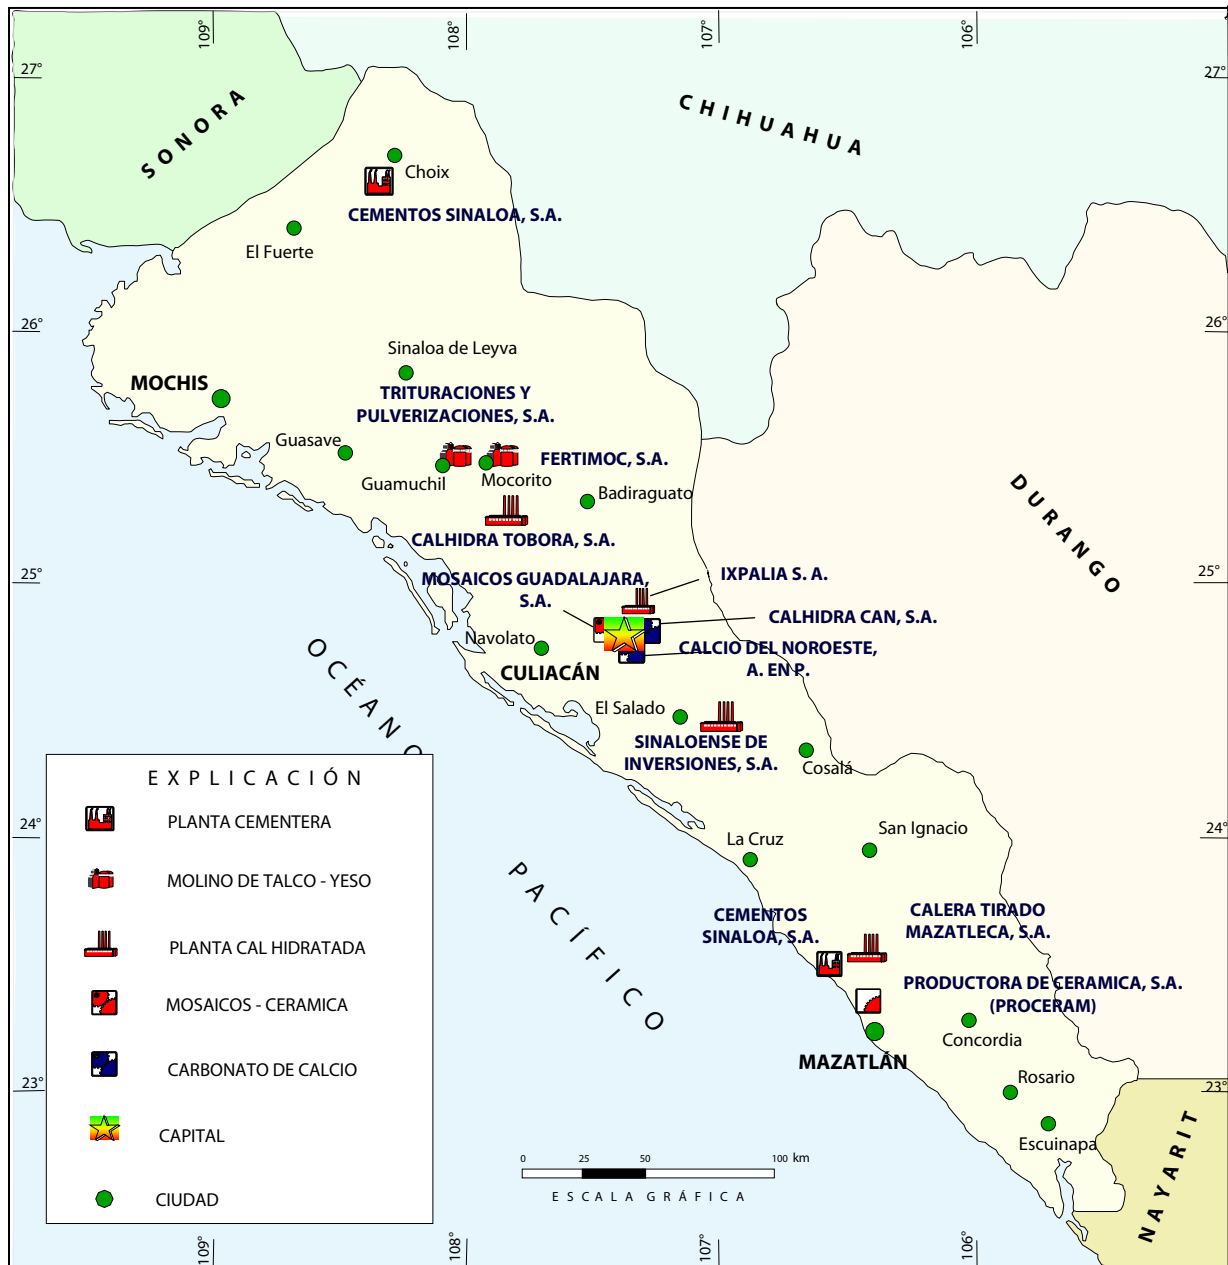 109°
108°
107°
106°
27°
27°
SONORA
CHIHUAHUA
Choix
CEMENTOS SINALOA, S.A.
El Fuerte
26°
26°
Sinaloa de Leyva
MOCHIS
TRITURACIONES Y
PULVERIZACIONES, S.A.
Guasave
FERTIMOC, S.A.
Guamuchil
Mocorito
Badiraguato
DURANGO
CALHIDRA TOBORA, S.A.
25°
25°
MOSAICOS GUADALAJARA,
S.A.
IXPALIA S. A.
CALHIDRA CAN, S.A.
Navolato
CALCIO DEL NOROESTE,
A. EN P.
CULIACÁN
OCÉANO
El Salado
SINALOENSE DE
INVERSIONES, S.A.
Cosalá
EXPLICACIÓN
PLANTA CEMENTERA
MOLINO DE TALCO - YESO
PLANTA CAL HIDRATADA
MOSAICOS - CERAMICA
CARBONATO DE CALCIO
CAPITAL
CIUDAD
24°
24°
La Cruz
San Ignacio
PACÍFICO
CEMENTOS
SINALOA, S.A.
CALERA TIRADO
MAZATLECA, S.A.
PRODUCTORA DE CERAMICA, S.A.
(PROCERAM)
Concordia
MAZATLÁN
Rosario
23°
23°
Escuinapa
NAYARIT
0 25 50 100 km
ESCALA GRÁFICA
109°
108°
107°
106°